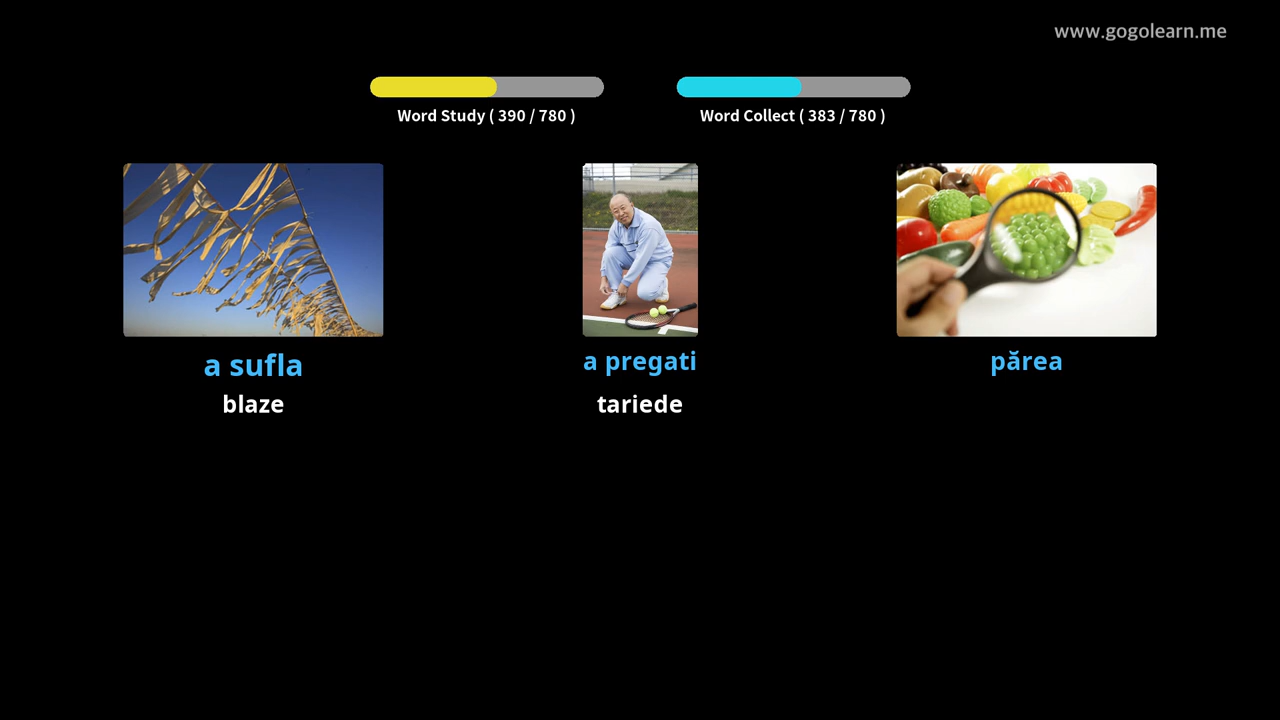 www.gogolearn.me
Word Study ( 390 / 780 )
Word Collect ( 383 / 780 )
a sufla
a pregati
părea
blaze
tariede